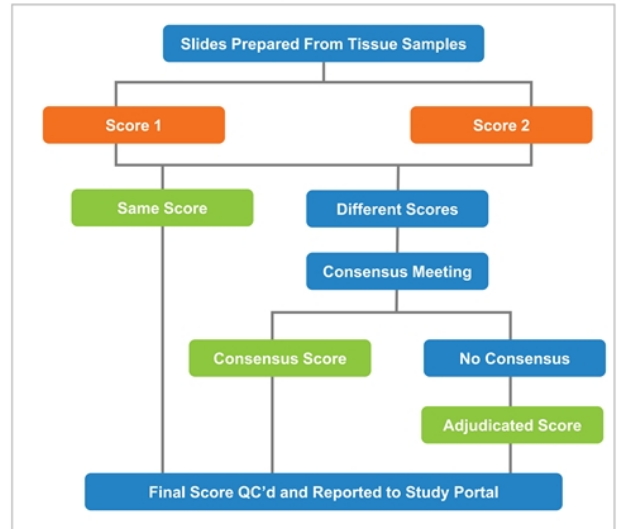 Slides Prepared From Tissue Samples
Score 1
Score 2
Same Score
Different Scores
Consensus Meeting
Consensus Score
No Consensus
Adjudicated Score
Final Score QC'd and Reported to Study Portal